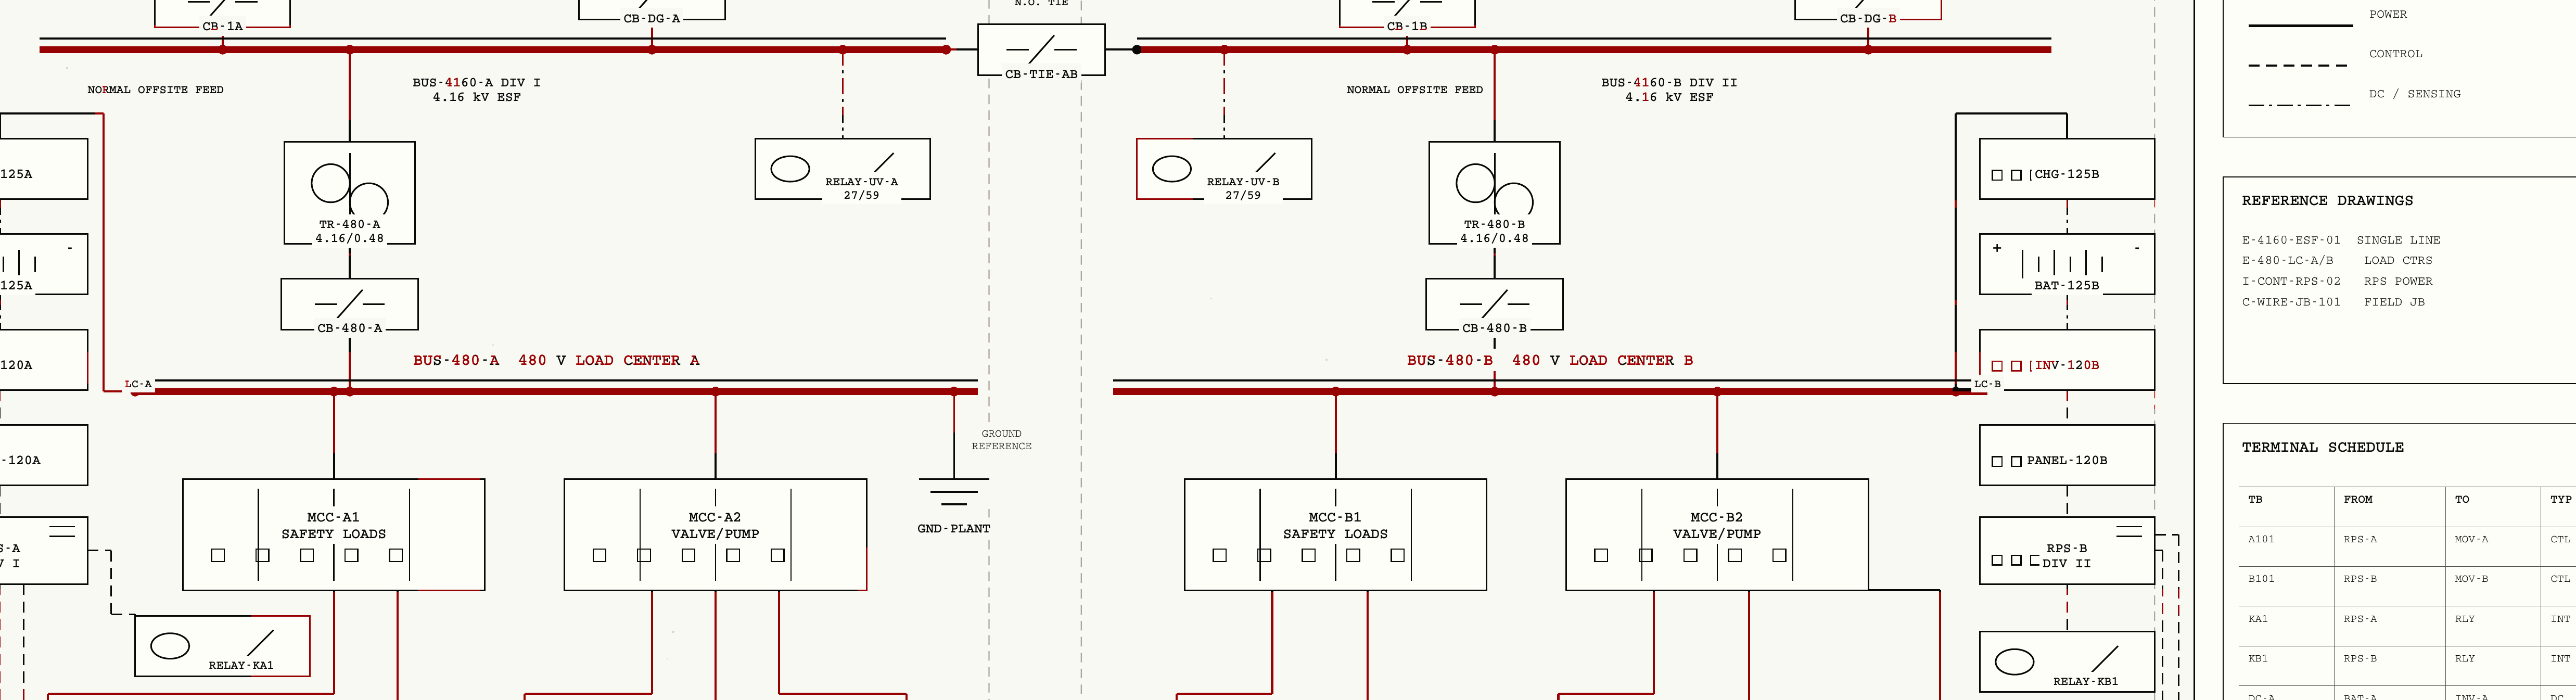 N.O. TIE
CB-1A
CB-DG-A
CB-TIE-AB
CB-1B
CB-DG-B
NORMAL OFFSITE FEED
BUS-4160-A DIV I
4.16 kV ESF
NORMAL OFFSITE FEED
BUS-4160-B DIV II
4.16 kV ESF
125A
RELAY-UV-A
27/59
RELAY-UV-B
27/59
CHG-125B
TR-480-A
4.16/0.48
TR-480-B
4.16/0.48
-
125A
+ -
BAT-125B
CB-480-A
CB-480-B
120A
BUS-480-A 480 V LOAD CENTER A
BUS-480-B 480 V LOAD CENTER B
INV-120B
LC-A
LC-B
GROUND
REFERENCE
-120A
PANEL-120B
MCC-A1
SAFETY LOADS
MCC-A2
VALVE/PUMP
GND-PLANT
MCC-B1
SAFETY LOADS
MCC-B2
VALVE/PUMP
S-A
V I
RPS-B
DIV II
RELAY-KA1
RELAY-KB1
POWER
CONTROL
DC / SENSING
REFERENCE DRAWINGS
E-4160-ESF-01 SINGLE LINE
E-480-LC-A/B LOAD CTRS
I-CONT-RPS-02 RPS POWER
C-WIRE-JB-101 FIELD JB
TERMINAL SCHEDULE
TB FROM TO TYP
A101 RPS-A MOV-A CTL
B101 RPS-B MOV-B CTL
KA1 RPS-A RLY INT
KB1 RPS-B RLY INT
DC-A BAT-A INV-A DC